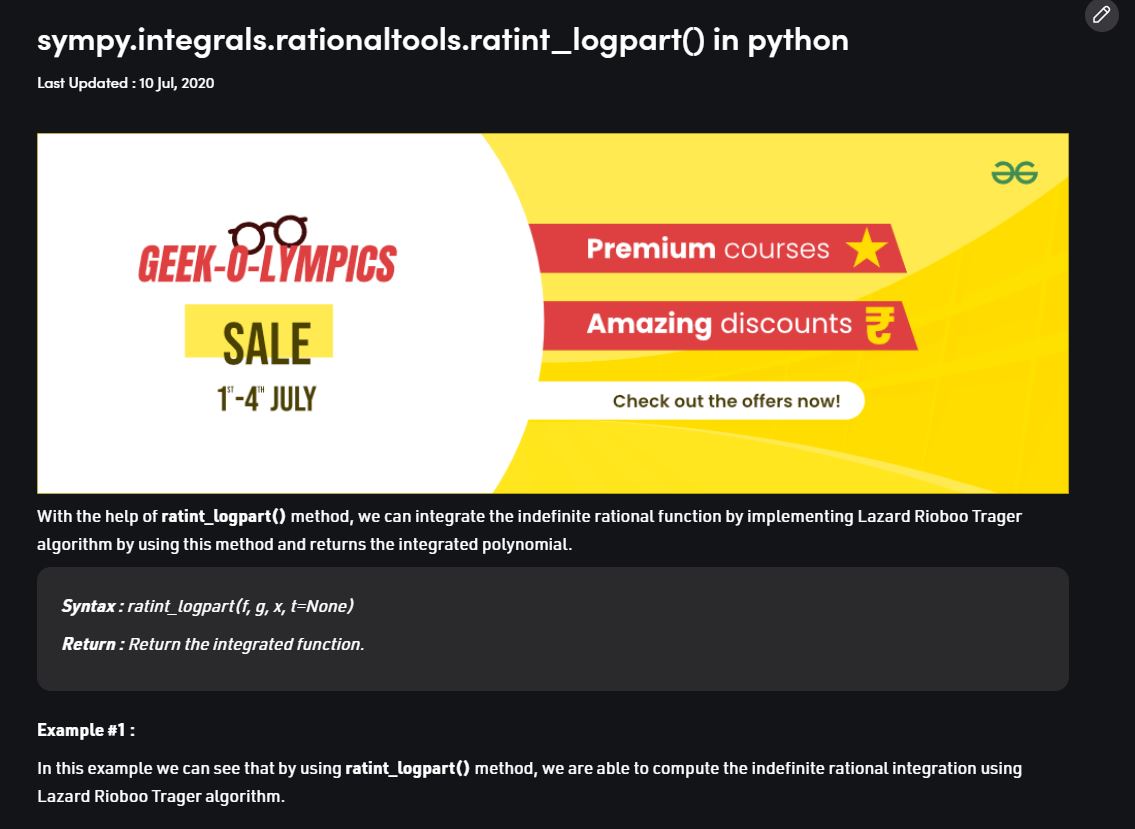 sympy.integrals.rationaltools.ratint_logpart() in python
Last Updated : 10 Jul, 2020
GEEK-O-LYMPICS
SALE
1ST-4TH JULY
Premium courses
Amazing discounts ₹
Check out the offers now!
With the help of ratint_logpart() method, we can integrate the indefinite rational function by implementing Lazard Rioboo Trager
algorithm by using this method and returns the integrated polynomial.
Syntax : ratint_logpart(f, g, x, t=None)
Return : Return the integrated function.
Example #1 :
In this example we can see that by using ratint_logpart() method, we are able to compute the indefinite rational integration using
Lazard Rioboo Trager algorithm.